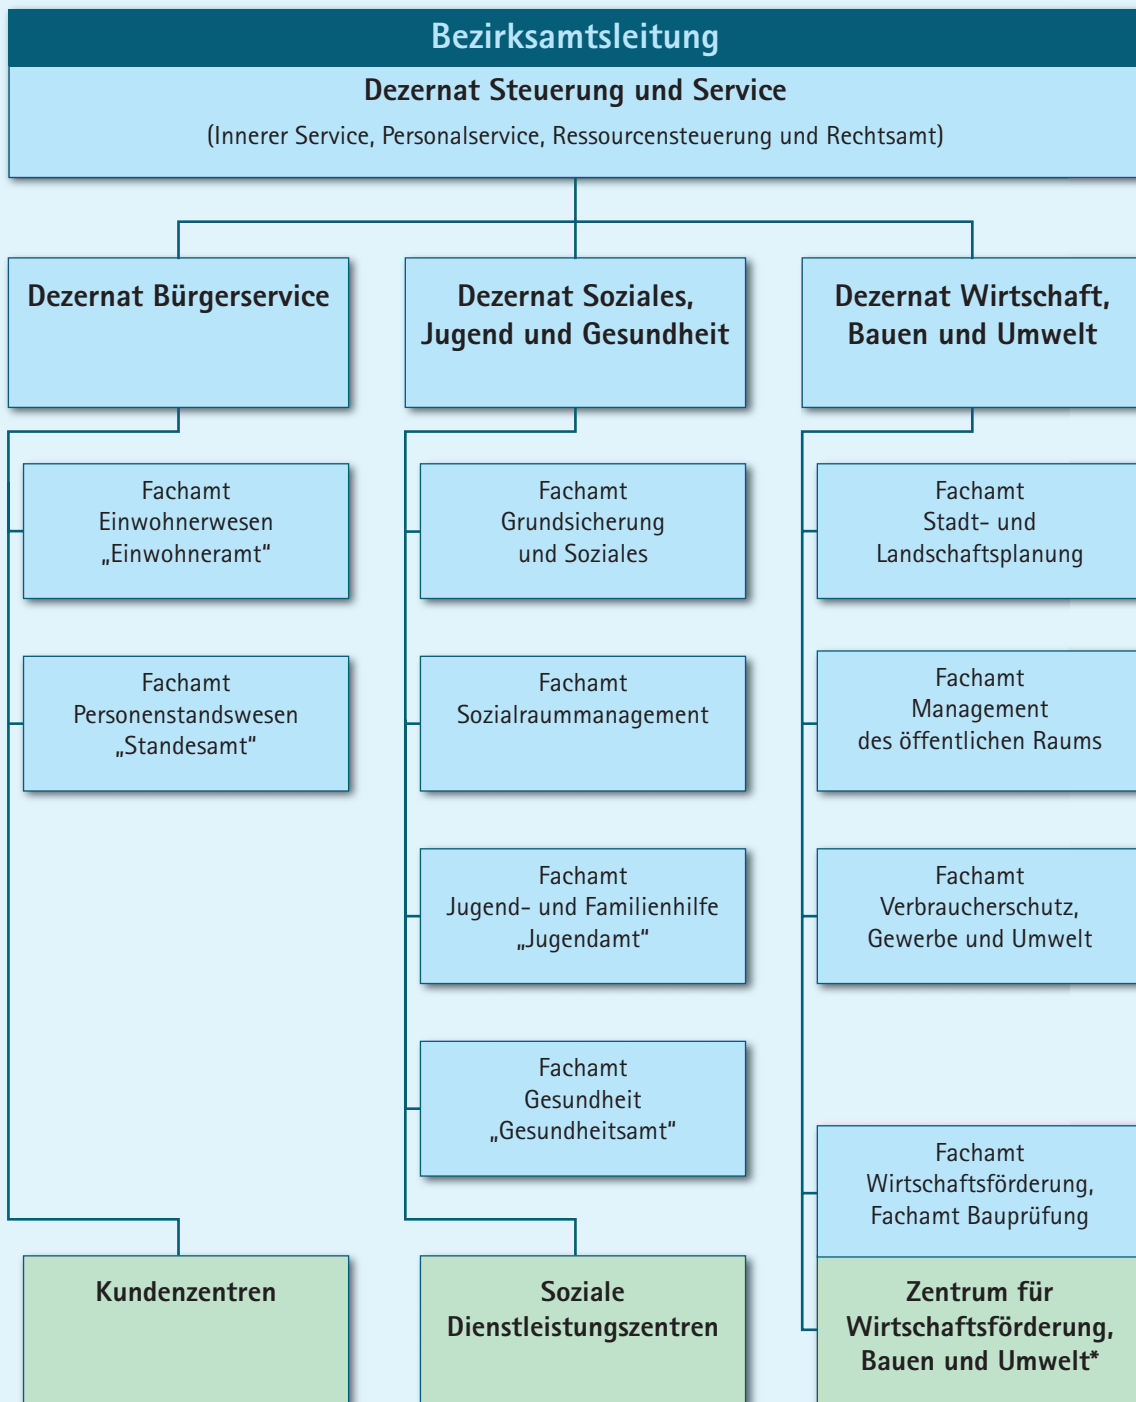 Bezirksamtsleitung
Dezernat Steuerung und Service
(Innerer Service, Personalservice, Ressourcensteuerung und Rechtsamt)
Dezernat Bürgerservice
Fachamt
Einwohnerwesen
„Einwohneramt“
Fachamt
Personenstandswesen
„Standesamt“
Kundenzentren
Dezernat Soziales,
Jugend und Gesundheit
Fachamt
Grundsicherung
und Soziales
Fachamt
Sozialraummanagement
Fachamt
Jugend- und Familienhilfe
„Jugendamt“
Fachamt
Gesundheit
„Gesundheitsamt“
Soziale
Dienstleistungszentren
Dezernat Wirtschaft,
Bauen und Umwelt
Fachamt
Stadt- und
Landschaftsplanung
Fachamt
Management
des öffentlichen Raums
Fachamt
Verbraucherschutz,
Gewerbe und Umwelt
Fachamt
Wirtschaftsförderung,
Fachamt Bauprüfung
Zentrum für
Wirtschaftsförderung,
Bauen und Umwelt*